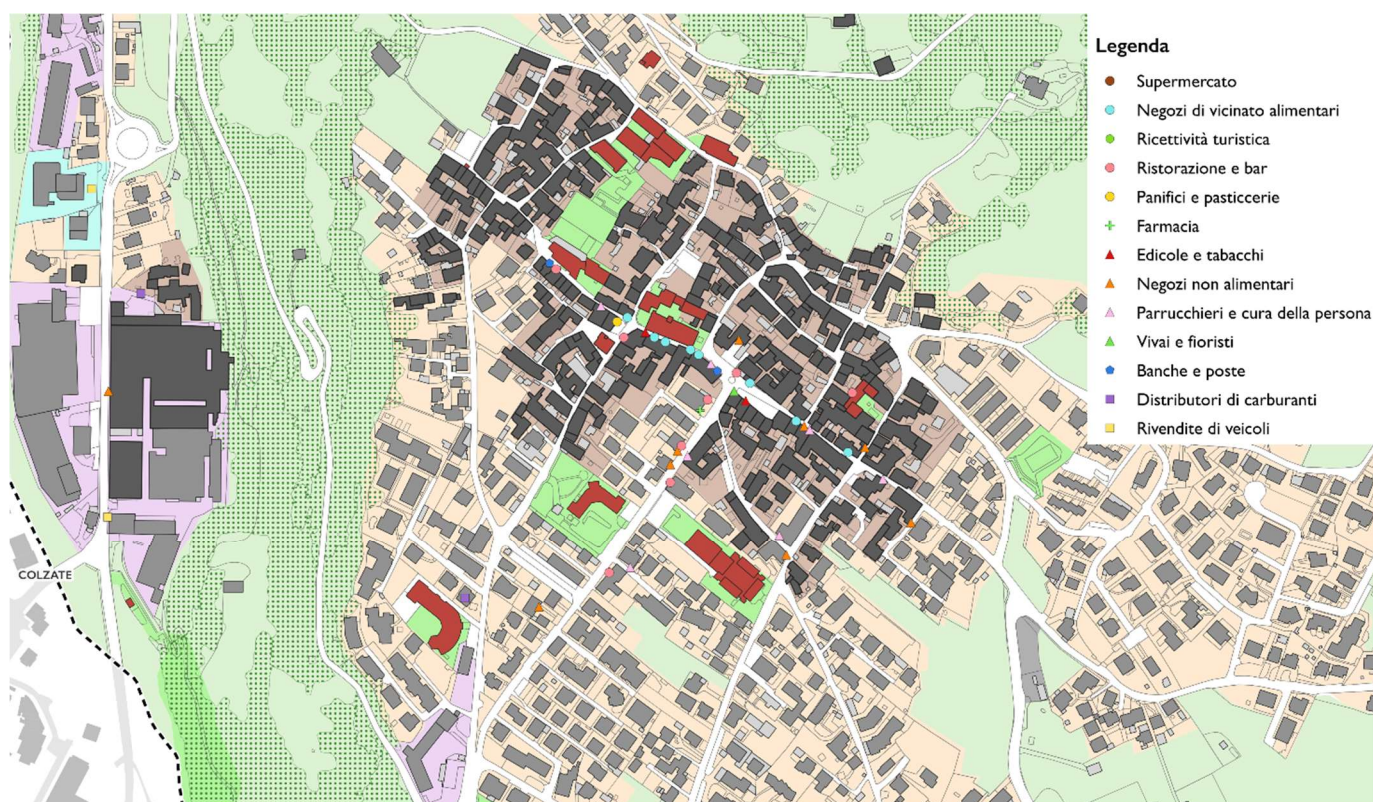 Legenda
Supermercato
Negozi di vicinato alimentari
Ricettività turistica
Ristorazione e bar
Panifici e pasticcerie
Farmacia
Edicole e tabacchi
Negozi non alimentari
Parrucchieri e cura della persona
Vivai e fioristi
Banche e poste
Distributori di carburanti
Rivendite di veicoli
COLZATE